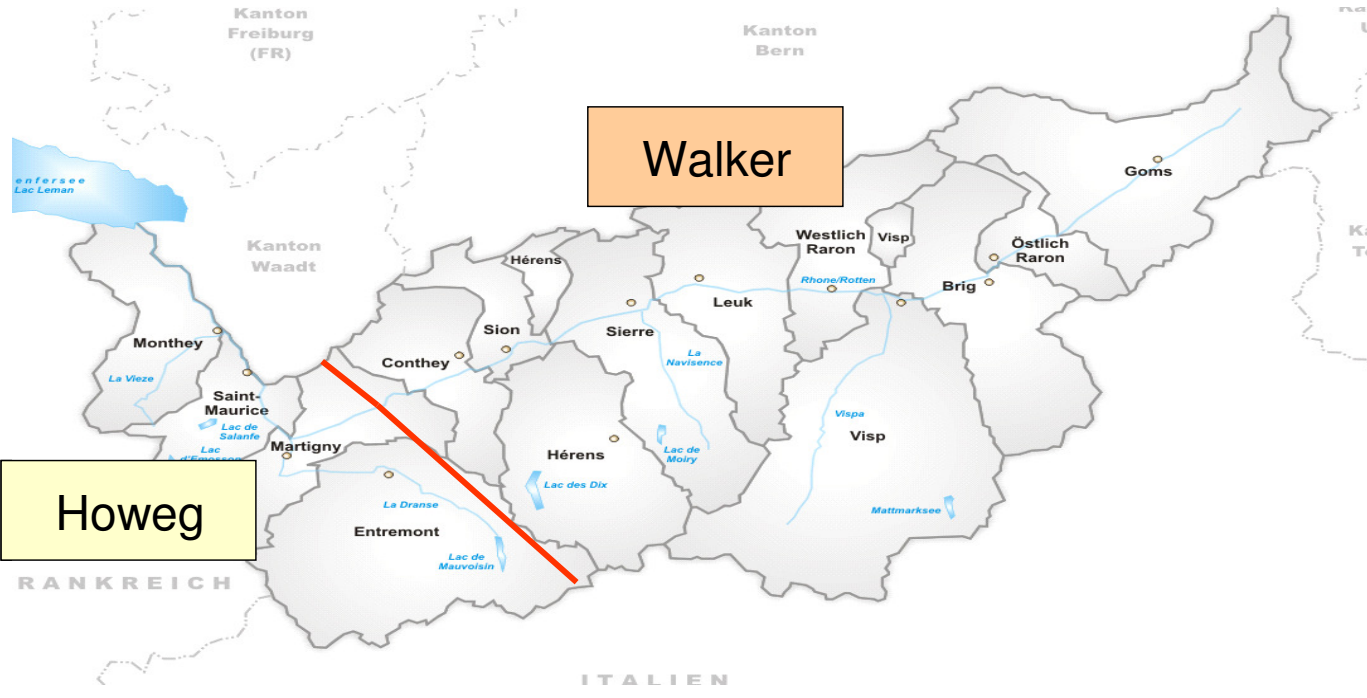 Kanton
Freiburg
(FR)
Kanton
Bern
Walker
enfersee
Lac Leman
Goms
Kanton
Waadt
Westlich
Raron
Visp
Östlich
Raron
Hérens
Rhone/Rotten
Brig
Leuk
Sion
Sierre
Monthey
Conthey
La
Navisence
La Vieze
Saint-
Maurice
Vispa
Lac de
Salanfe
Visp
Martigny
Lac
d'Emosson
Hérens
Lac de
Moiry
Howeg
Lac des Dix
La Dranse
Mattmarksee
Entremont
Lac de
Mauvoisin
RANKREICH
ITALIEN